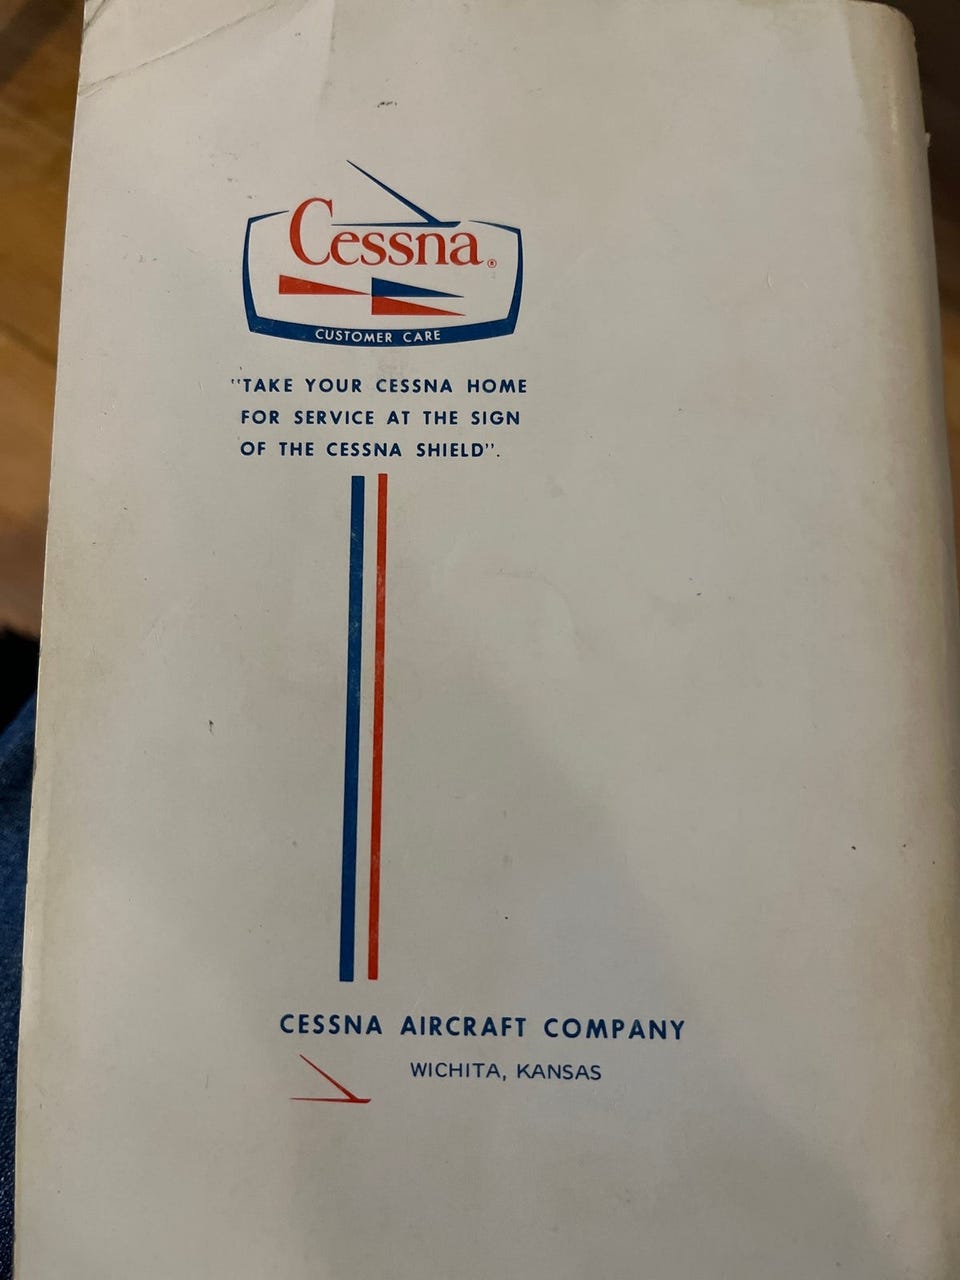 Cessna®
CUSTOMER CARE
"TAKE YOUR CESSNA HOME
FOR SERVICE AT THE SIGN
OF THE CESSNA SHIELD".
CESSNA AIRCRAFT COMPANY
WICHITA, KANSAS